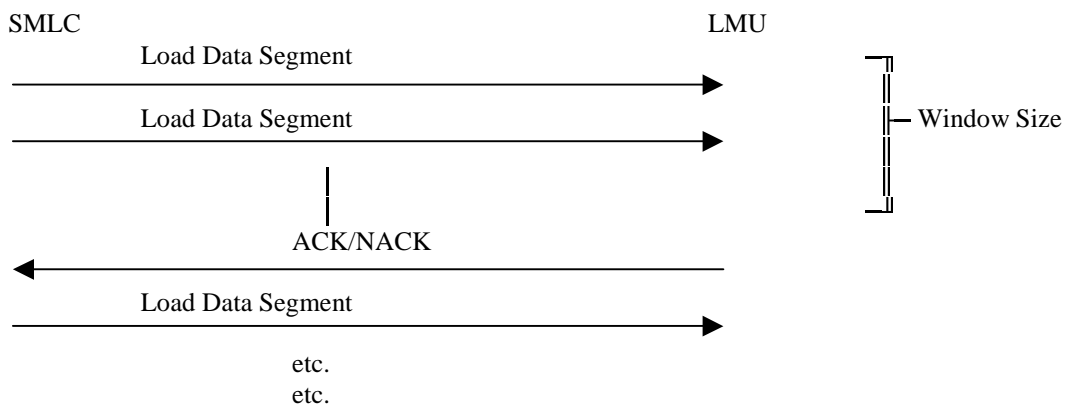 SMLC LMU
Load Data Segment
Load Data Segment
Window Size
ACK/NACK
Load Data Segment
etc.
etc.